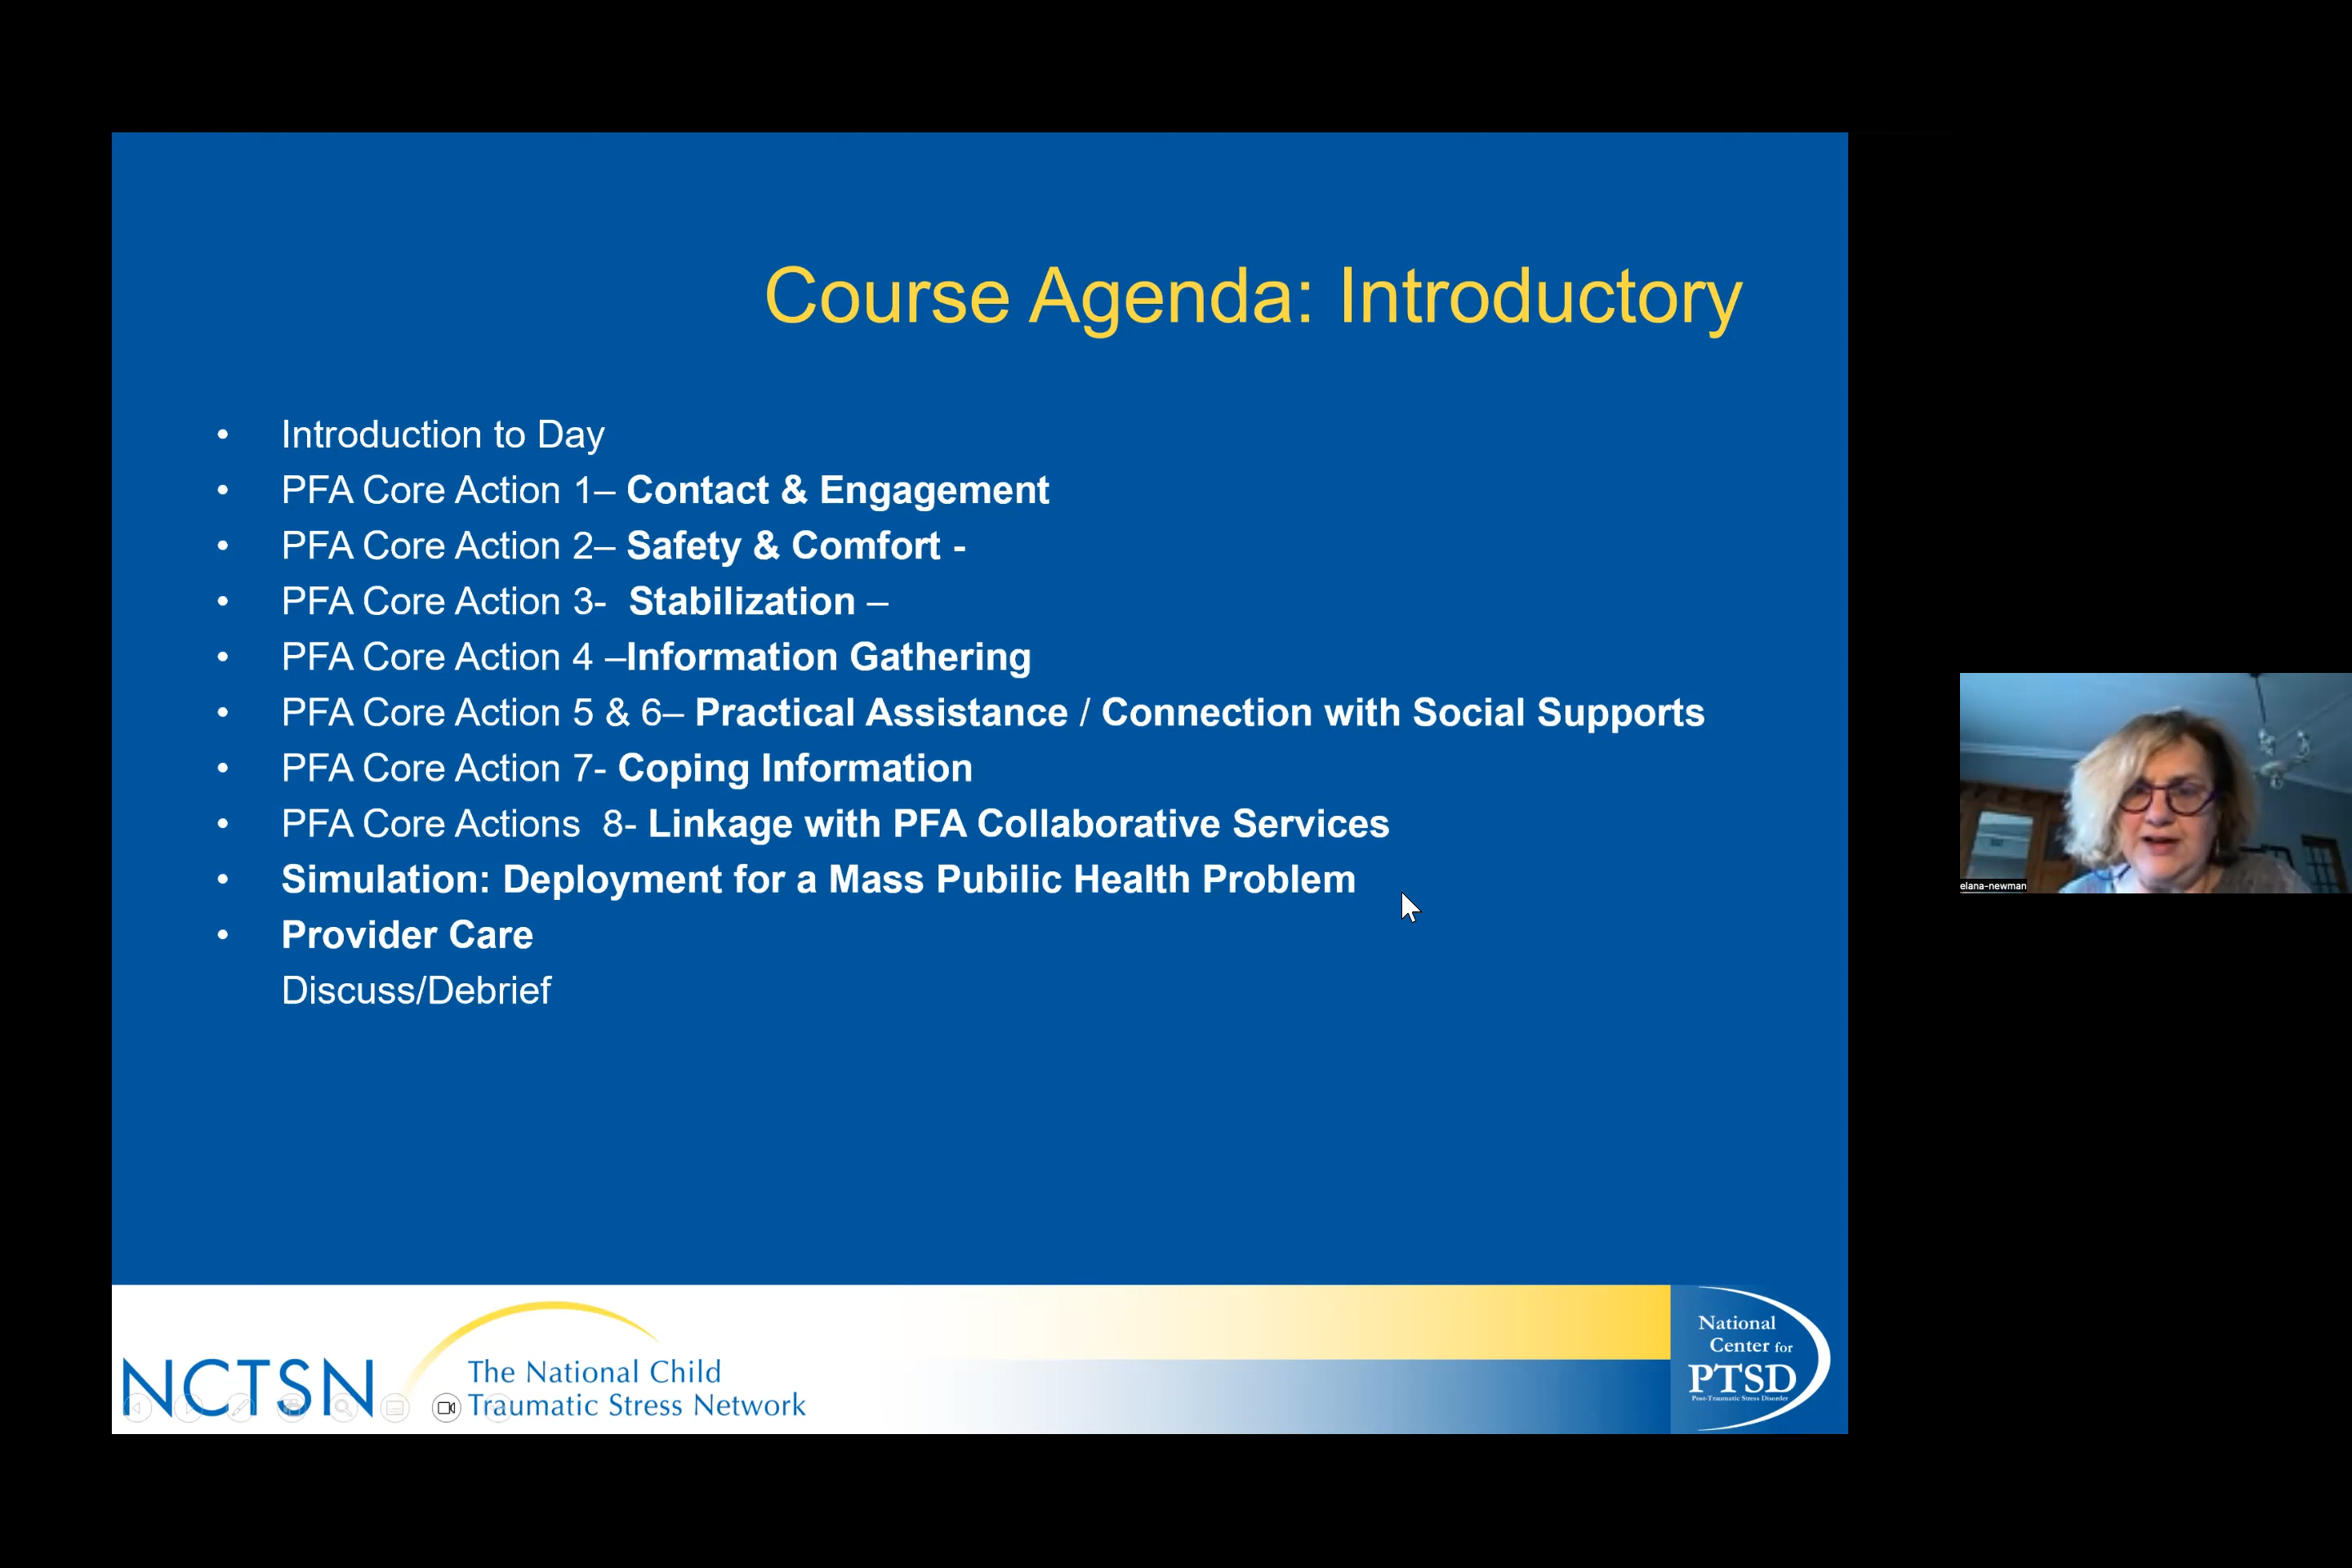 Course Agenda: Introductory
• Introduction to Day
• PFA Core Action 1– Contact & Engagement
• PFA Core Action 2– Safety & Comfort -
• PFA Core Action 3- Stabilization –
• PFA Core Action 4 –Information Gathering
• PFA Core Action 5 & 6– Practical Assistance / Connection with Social Supports
• PFA Core Action 7- Coping Information
• PFA Core Actions 8- Linkage with PFA Collaborative Services
• Simulation: Deployment for a Mass Pubilic Health Problem
• Provider Care
Discuss/Debrief
elana-newman
NCTSN
The National Child
Traumatic Stress Network
National
Center for
PTSD
Post-Traumatic Stress Disorder